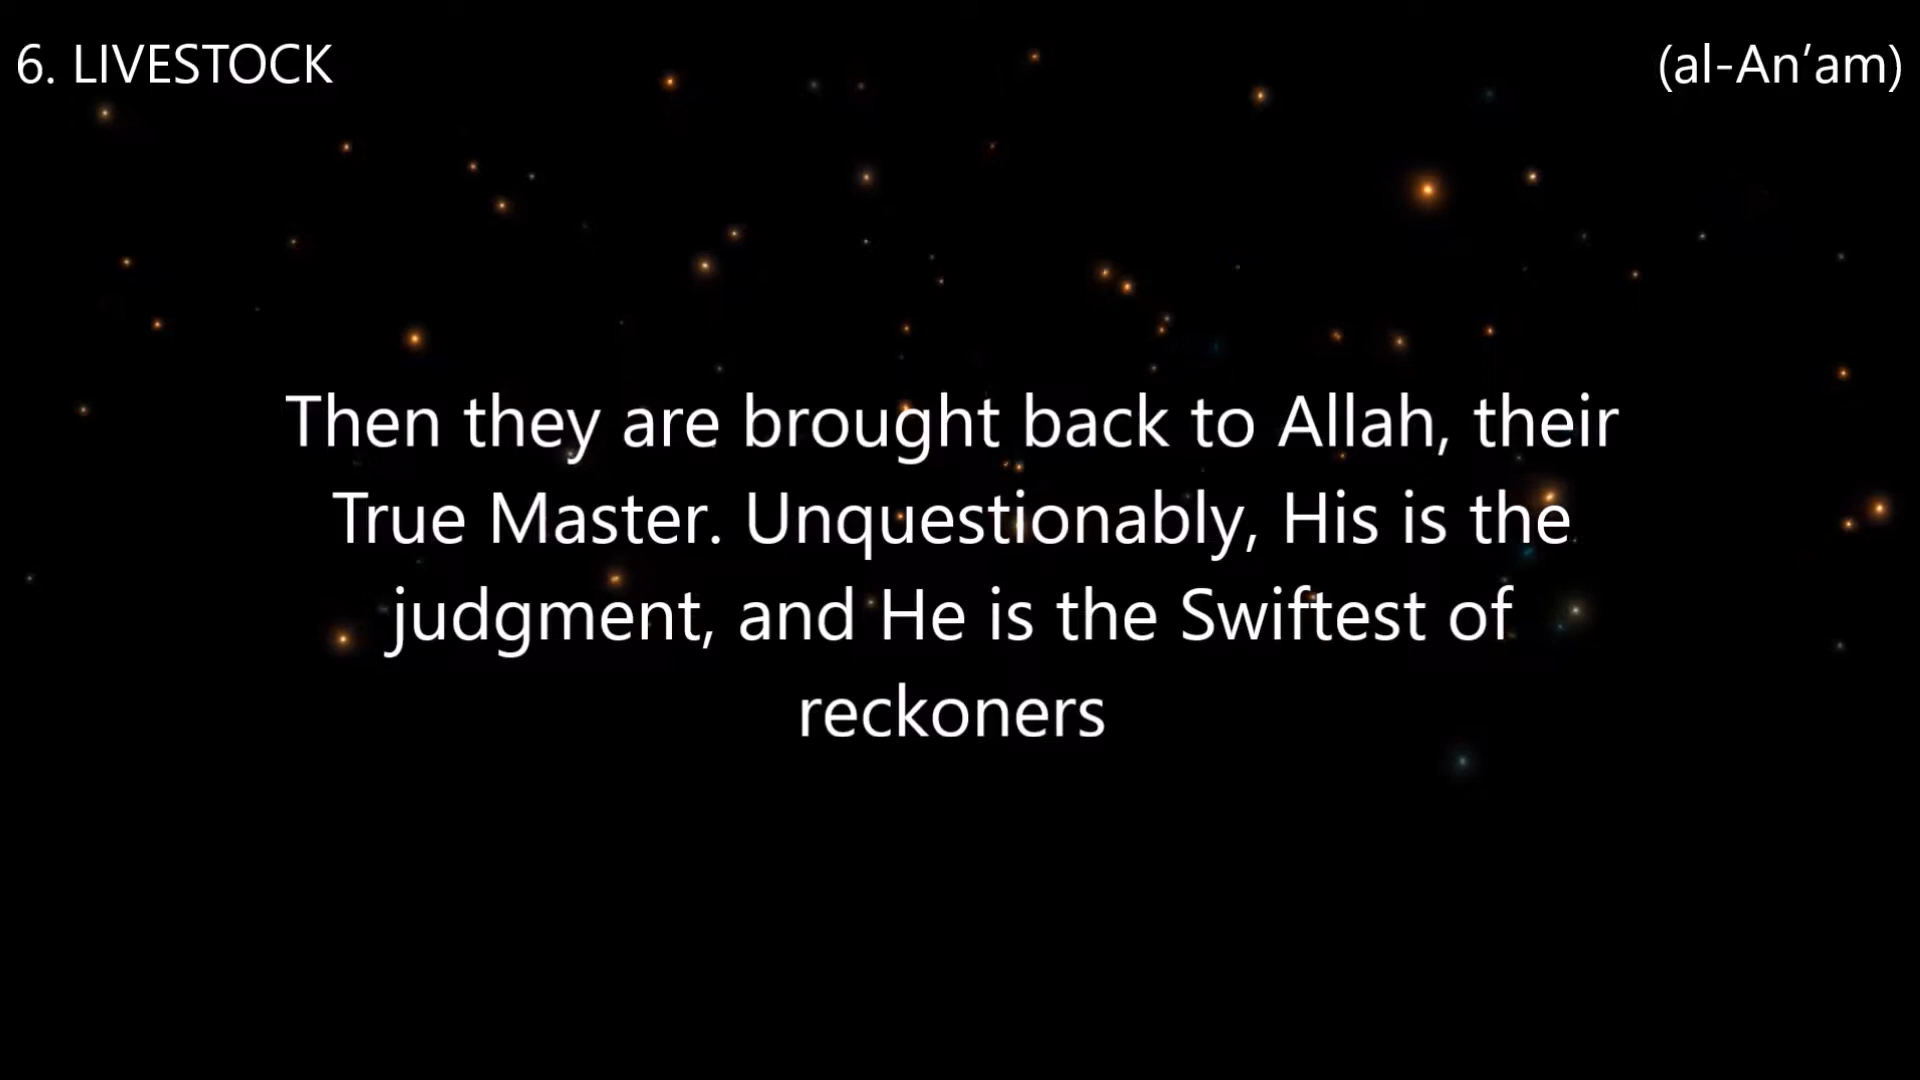 6. LIVESTOCK
(al-An’am)
Then they are brought back to Allah, their
True Master. Unquestionably, His is the
judgment, and He is the Swiftest of
reckoners